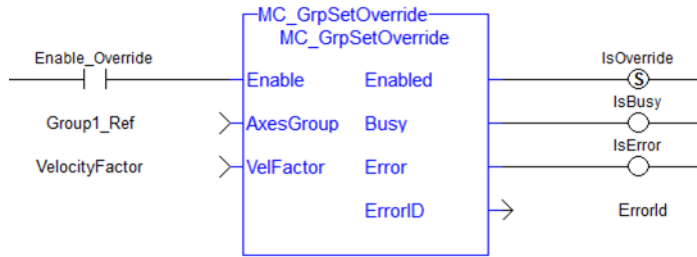 MC_GrpSetOverride
MC_GrpSetOverride
Enable_Override
Enable
Enabled
IsOverride
S
Group1_Ref
AxesGroup
Busy
IsBusy
VelocityFactor
VelFactor
Error
IsError
ErrorID
ErrorId